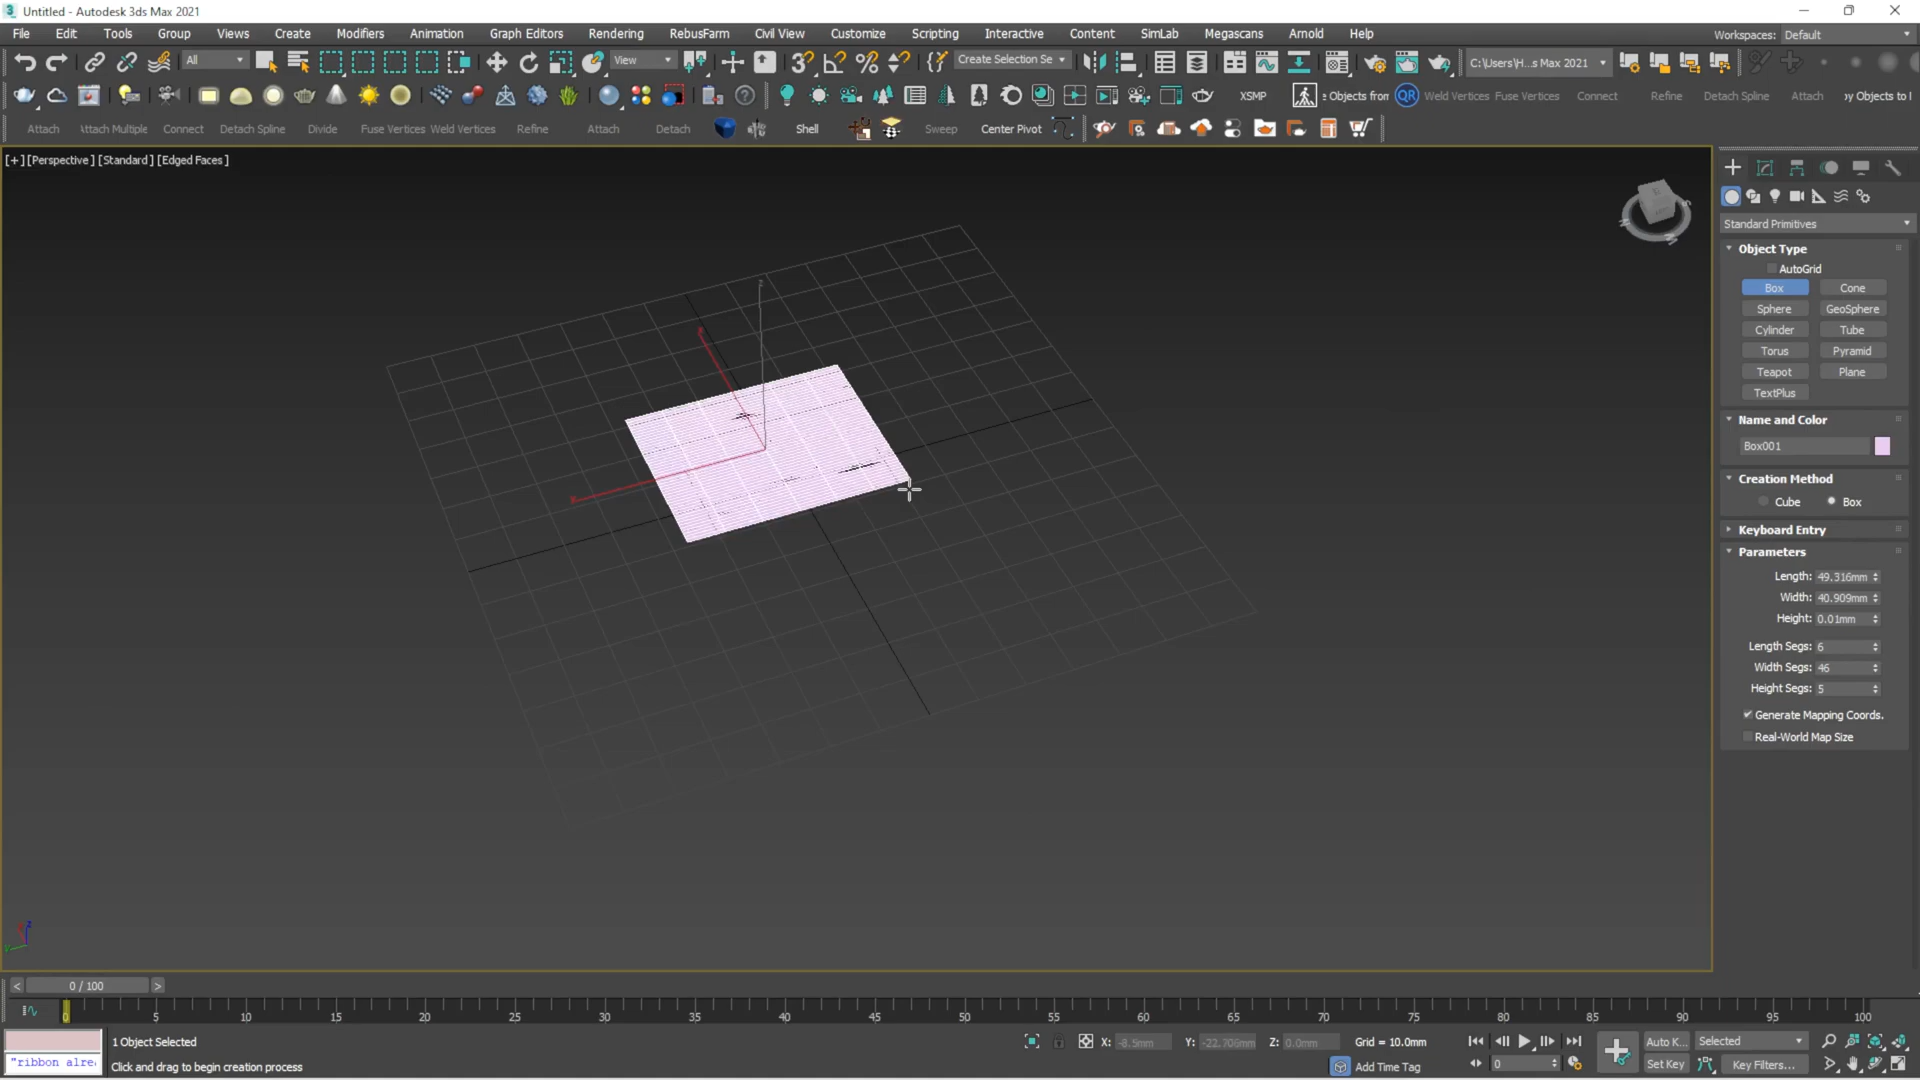 Untitled - Autodesk 3ds Max 2021
File Edit Tools Group Views Create Modifiers Animation Graph Editors Rendering RebusFarm Civil View Customize Scripting Interactive Content SimLab Megascans Arnold Help
Workspaces: Default
All View Create Selection Se C:\Users\H...s Max 2021
XSMP e Objects from QR Weld Vertices Fuse Vertices Connect Refine Detach Spline Attach by Objects to l
Attach Attach Multiple Connect Detach Spline Divide Fuse Vertices Weld Vertices Refine Attach Detach Shell Sweep Center Pivot
[+] [Perspective] [Standard] [Edged Faces]
Standard Primitives
Object Type
AutoGrid
Box Cone
Sphere GeoSphere
Cylinder Tube
Torus Pyramid
Teapot Plane
TextPlus
Name and Color
Box001
Creation Method
Cube Box
Keyboard Entry
Parameters
Length: 49.316mm
Width: 40.909mm
Height: 0.01mm
Length Segs: 6
Width Segs: 46
Height Segs: 5
Generate Mapping Coords.
Real-World Map Size
< 0 / 100 >
0 5 10 15 20 25 30 35 40 45 50 55 60 65 70 75 80 85 90 95 100
1 Object Selected
X: -8.5mm Y: -22.706mm Z: 0.0mm Grid = 10.0mm
Auto K... Selected
"ribbon alre
Click and drag to begin creation process
Add Time Tag
0
Set Key Key Filters...